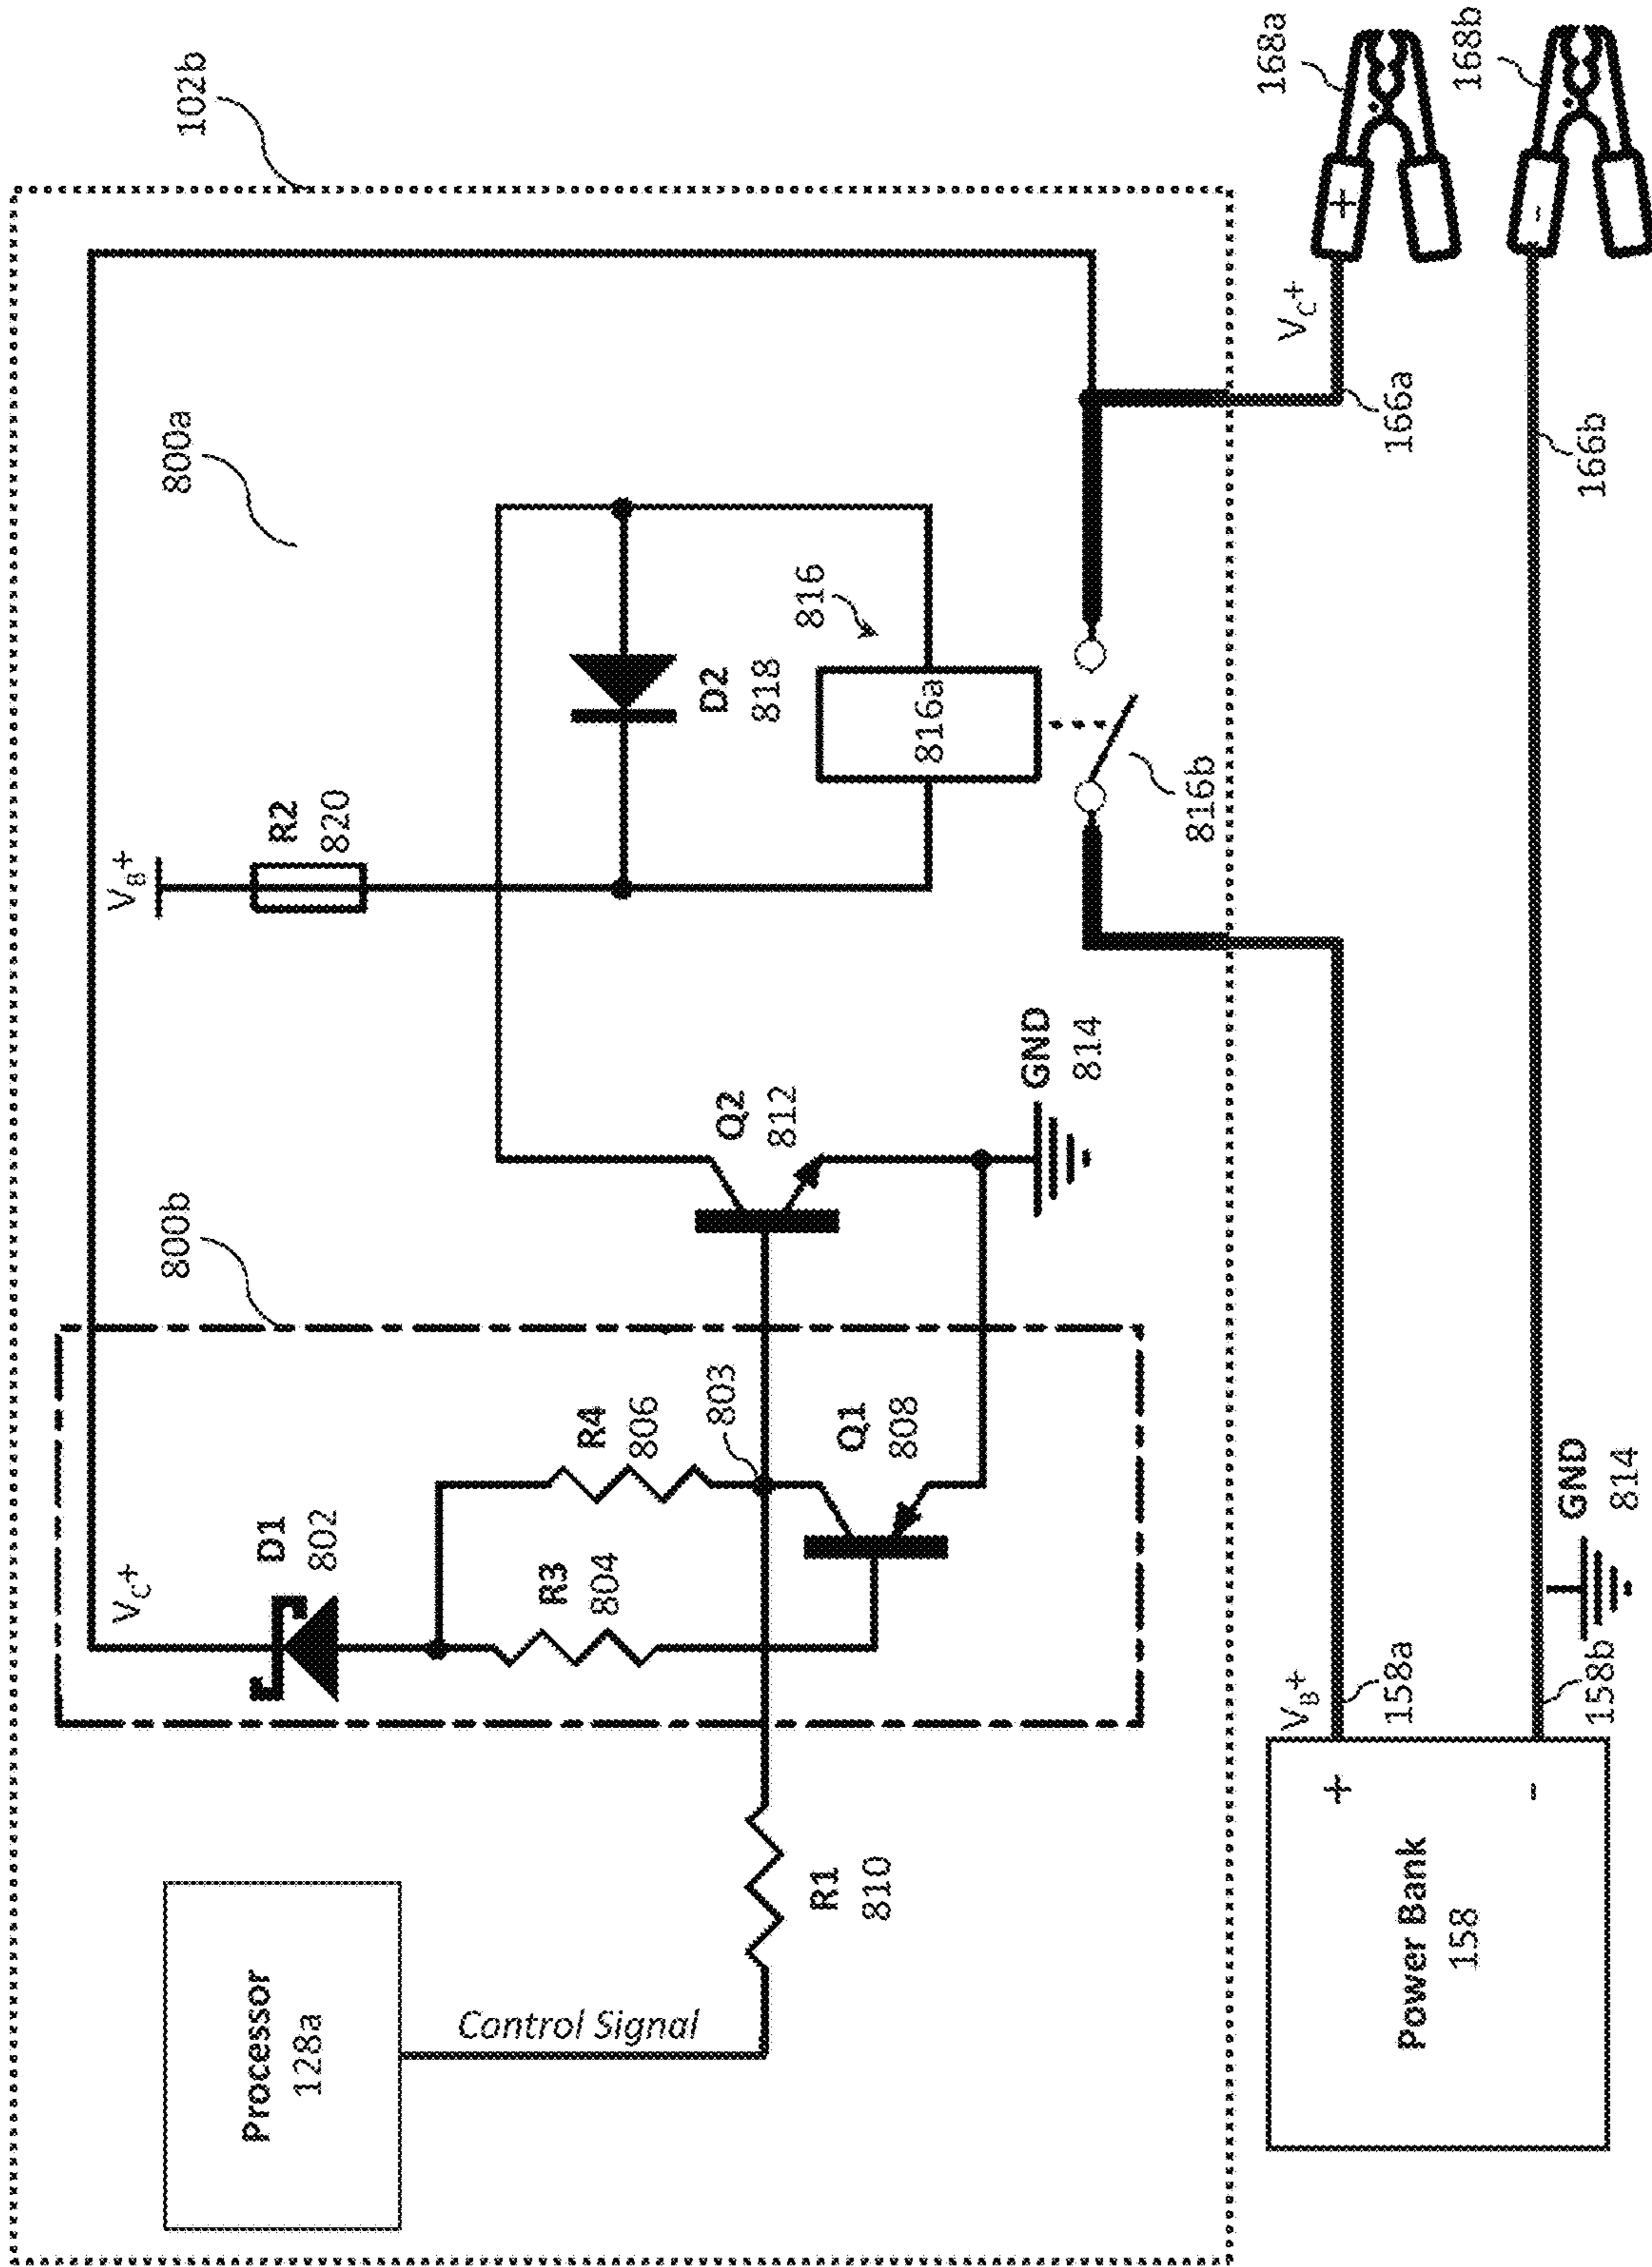 102b
800a
800b
V_B+
R2
820
V_C+
D1
802
R4
806
R3
804
803
Q1
808
Q2
812
D2
818
816
816a
816b
GND
814
Processor
128a
Control Signal
R1
810
Power Bank
158
+
-
V_B+
158a
158b
GND
814
166a
166b
V_C+
168a
+
168b
-